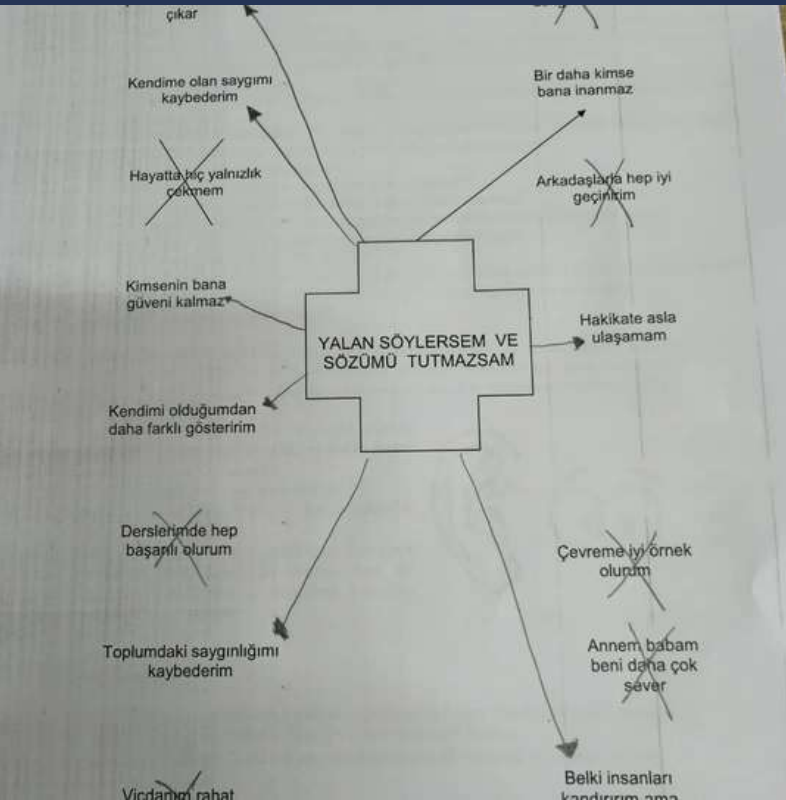 çıkar
Kendime olan saygımı
kaybederim
Bir daha kimse
bana inanmaz
Hayatta hiç yalnızlık
çekmem
Arkadaşlarla hep iyi
geçinirim
Kimsenin bana
güveni kalmaz
Hakikate asla
ulaşamam
YALAN SÖYLERSEM VE
SÖZÜMÜ TUTMAZSAM
Kendimi olduğumdan
daha farklı gösteririm
Derslerimde hep
başarılı olurum
Çevreme iyi örnek
olurum
Toplumdaki saygınlığımı
kaybederim
Annem babam
beni daha çok
sever
Vicdanım rahat
Belki insanları
kandırırım ama